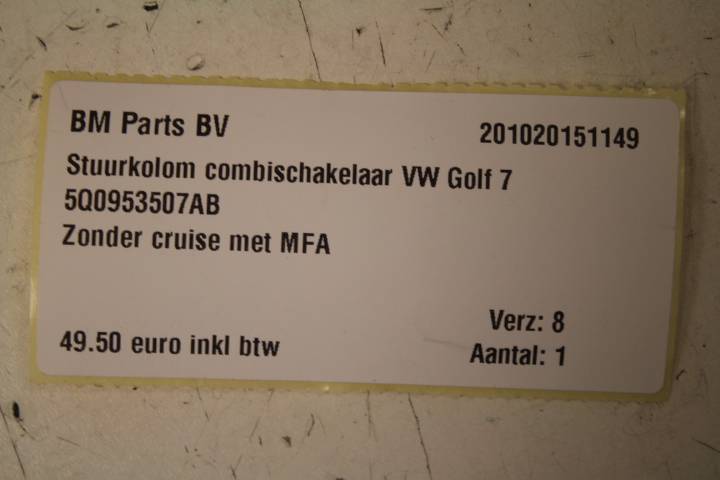 BM Parts BV
201020151149
Stuurkolom combischakelaar VW Golf 7
5Q0953507AB
Zonder cruise met MFA
Verz: 8
49.50 euro inkl btw
Aantal: 1